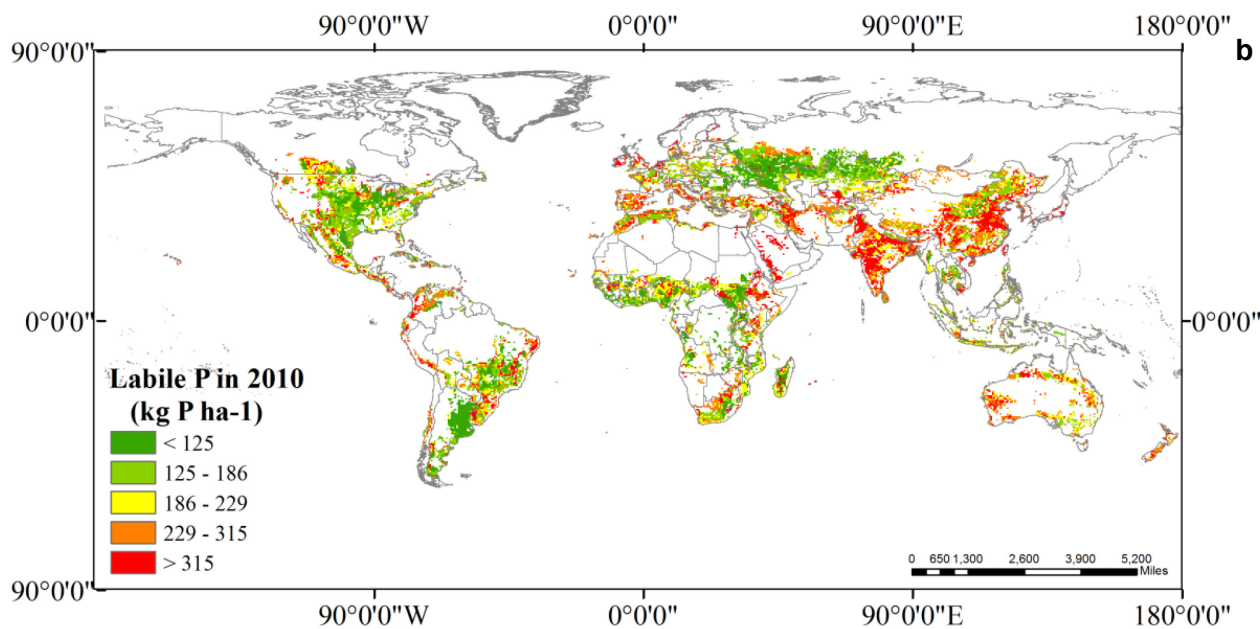 90°0'0"W 0°0'0" 90°0'0"E 180°0'0"
90°0'0" b
0°0'0" 0°0'0"
Labile P in 2010
(kg P ha-1)
< 125
125 - 186
186 - 229
229 - 315
> 315
0 650 1,300 2,600 3,900 5,200
Miles
90°0'0"
90°0'0"W 0°0'0" 90°0'0"E 180°0'0"